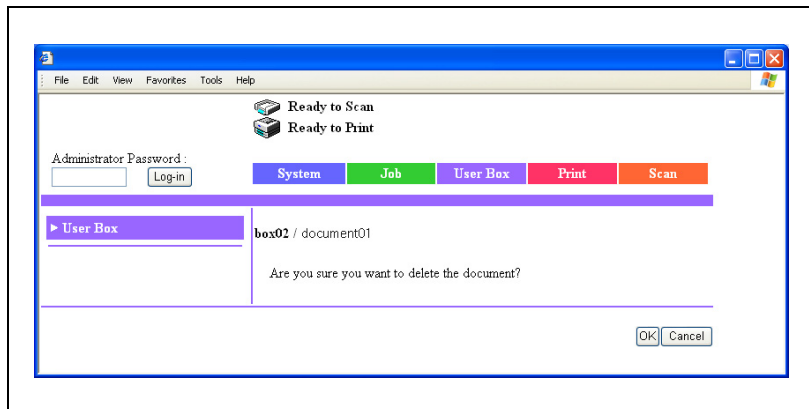 File Edit View Favorites Tools Help
Ready to Scan
Ready to Print
Administrator Password :
Log-in
System Job User Box Print Scan
User Box
box02 / document01
Are you sure you want to delete the document?
OK Cancel